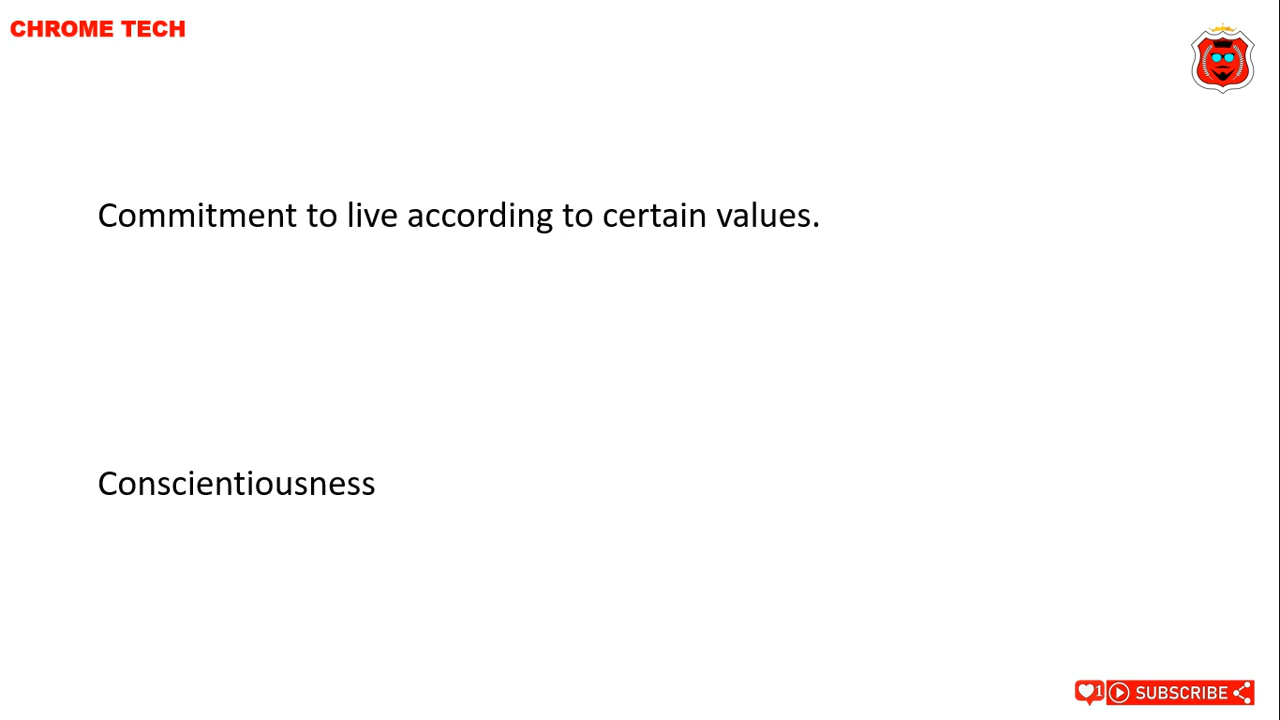 CHROME TECH
Commitment to live according to certain values.
Conscientiousness
1 SUBSCRIBE